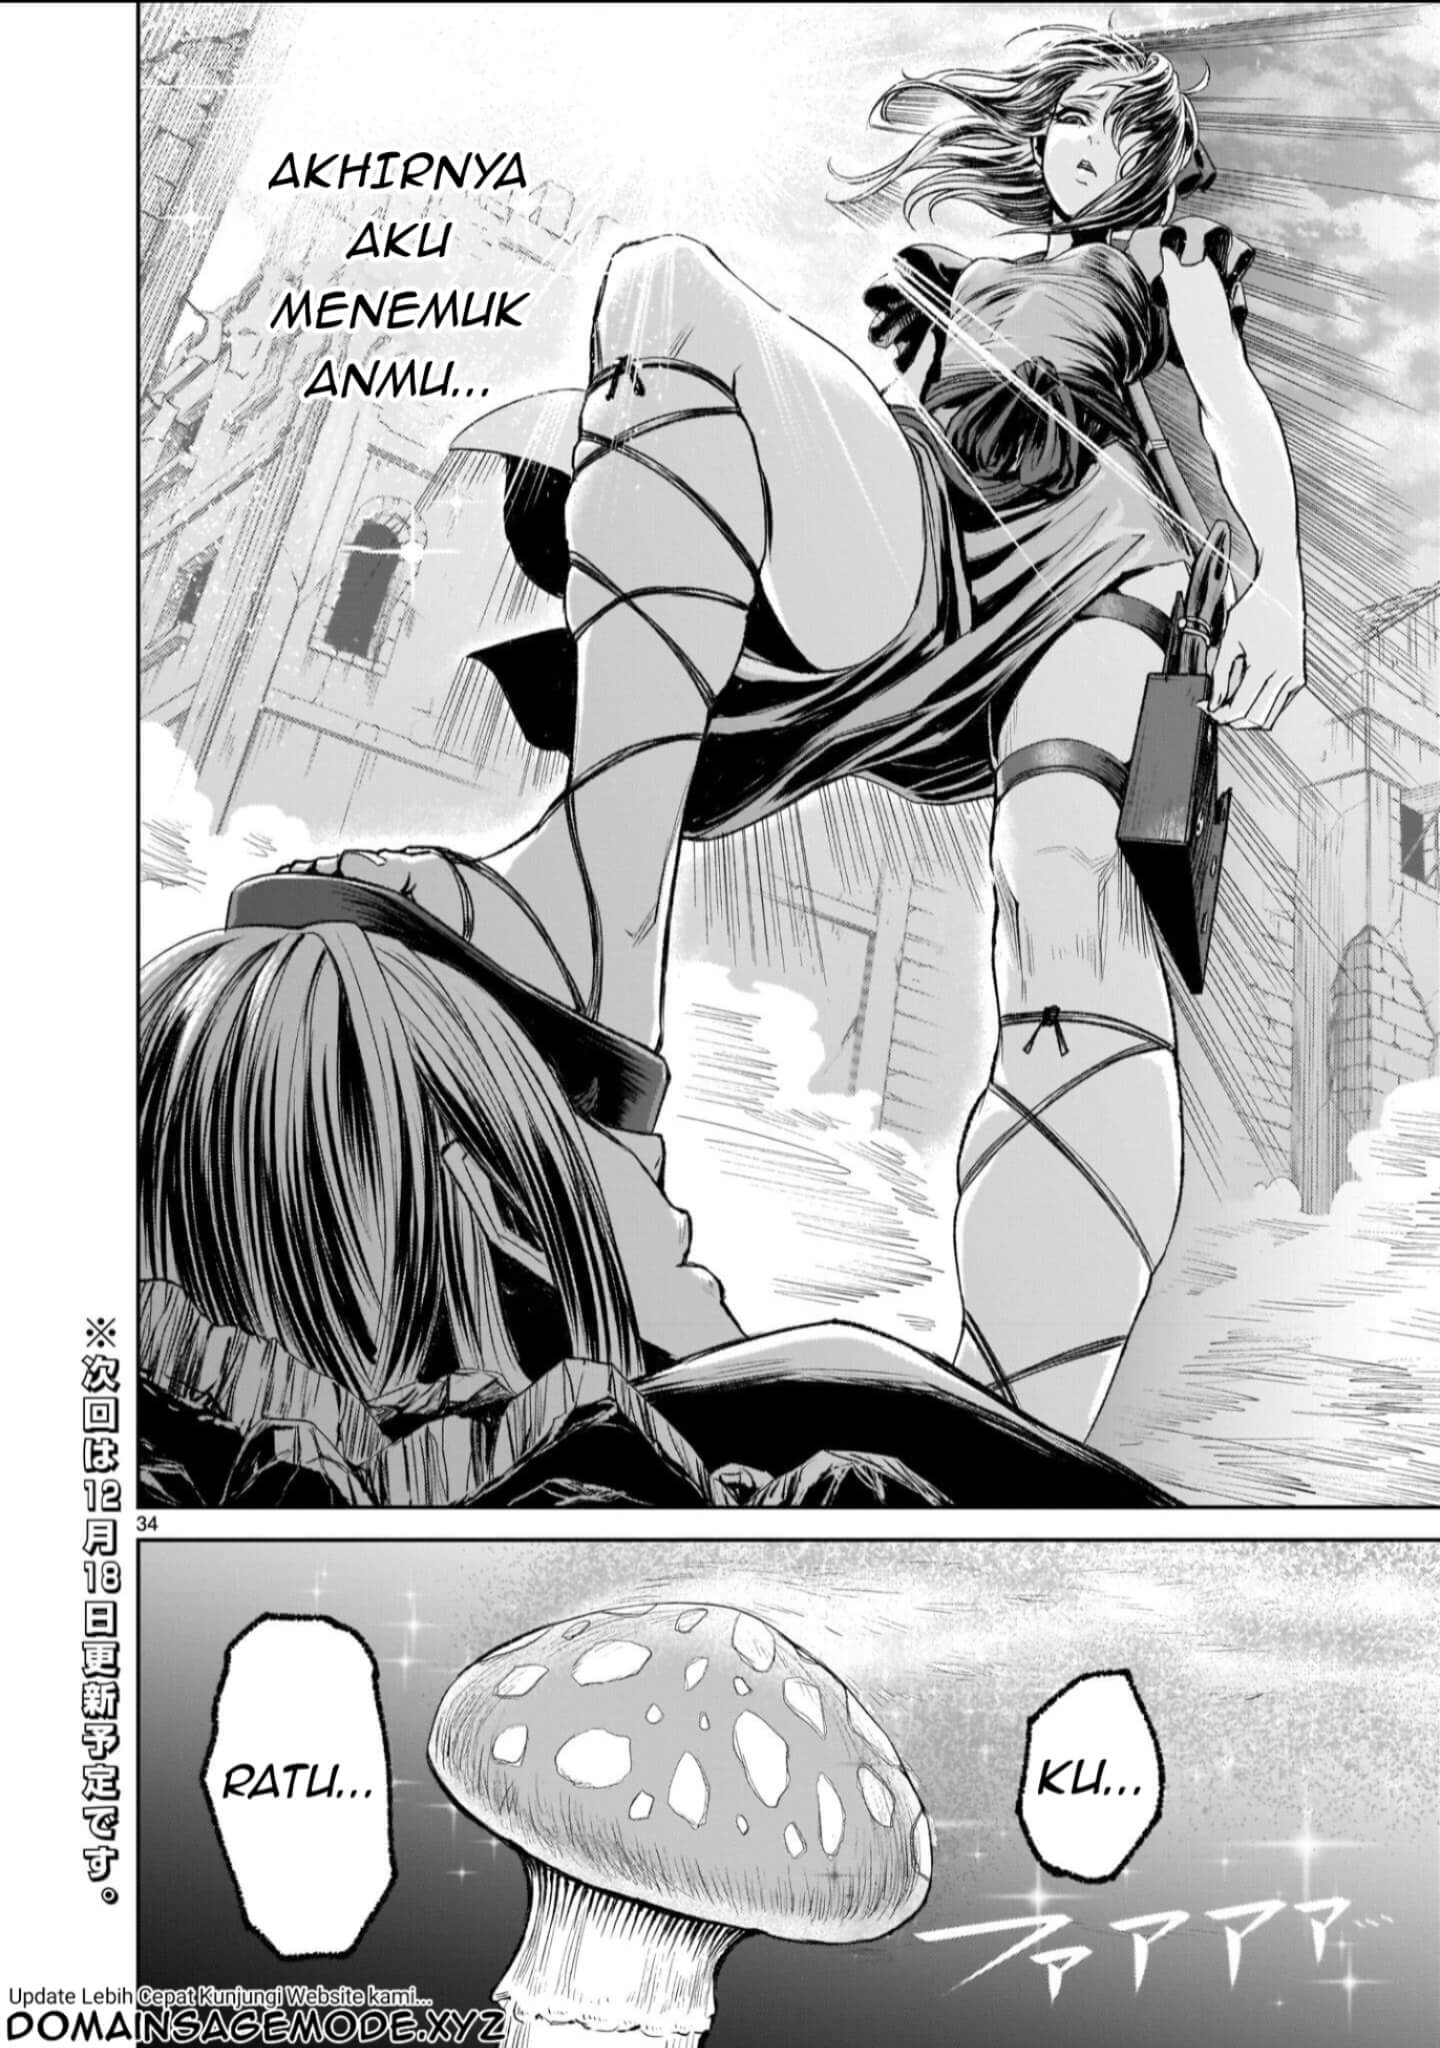 AKHIRNYA
AKU
MENEMUK
ANMU...
34
※次回は12月18日更新予定です。
KU...
RATU...
ファアアアア…
Update Lebih Cepat Kunjungi Website kami...
DOMAINSAGEMODE.XYZ